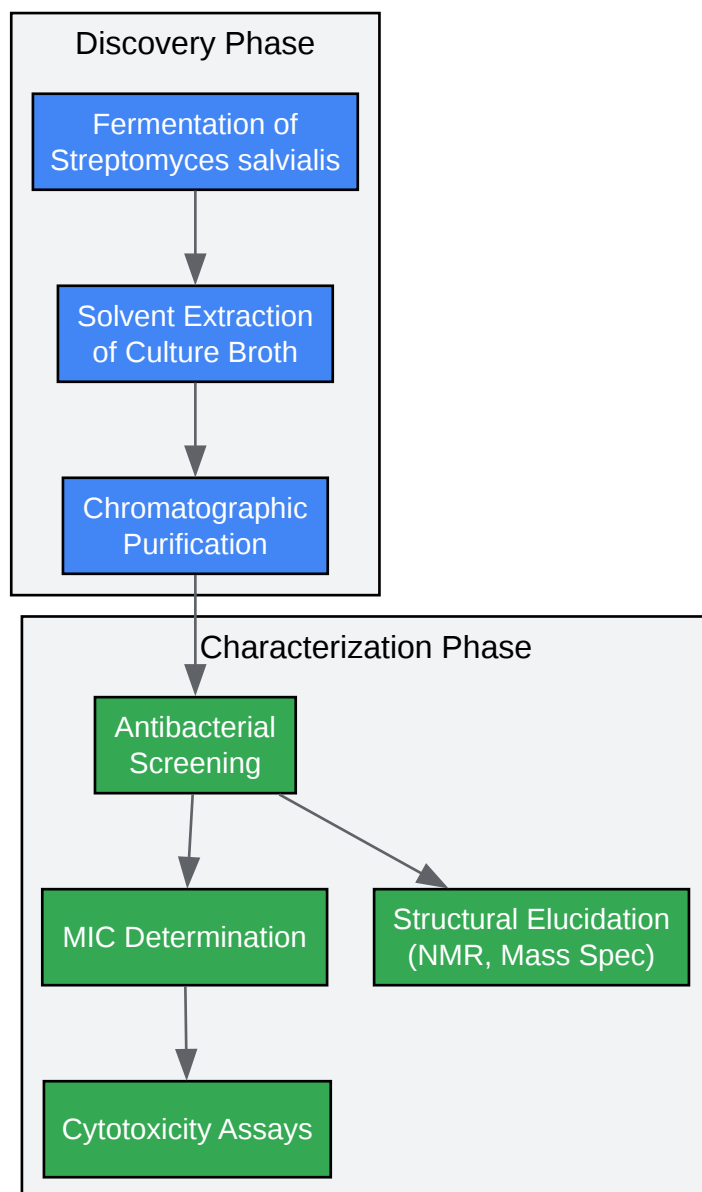 Discovery Phase
Fermentation of
Streptomyces salvialis
Solvent Extraction
of Culture Broth
Chromatographic
Purification
Characterization Phase
Antibacterial
Screening
MIC Determination
Structural Elucidation
(NMR, Mass Spec)
Cytotoxicity Assays